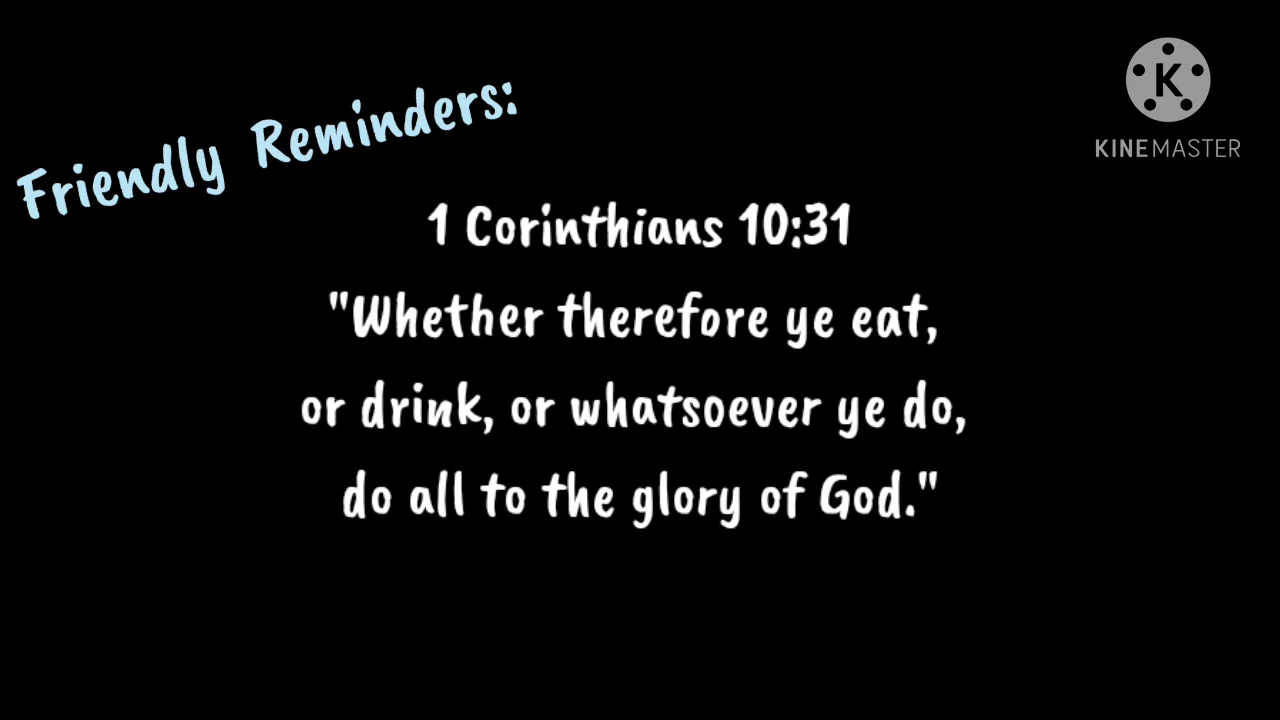 Friendly Reminders:
K
KINEMASTER
1 Corinthians 10:31
"Whether therefore ye eat,
or drink, or whatsoever ye do,
do all to the glory of God."